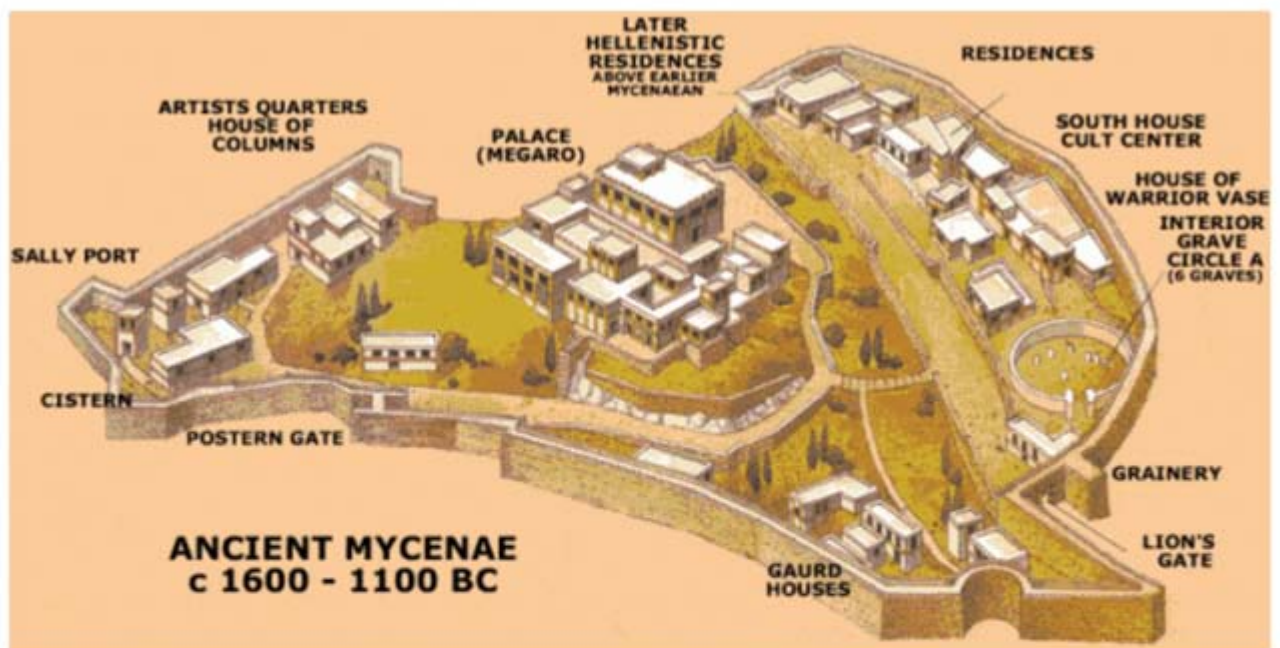 LATER
HELLENISTIC
RESIDENCES
ABOVE EARLIER
MYCENAEAN
RESIDENCES
ARTISTS QUARTERS
HOUSE OF
COLUMNS
PALACE
(MEGARO)
SOUTH HOUSE
CULT CENTER
HOUSE OF
WARRIOR VASE
INTERIOR
GRAVE
CIRCLE A
(6 GRAVES)
SALLY PORT
CISTERN
POSTERN GATE
GRAINERY
LION'S
GATE
GAURD
HOUSES
ANCIENT MYCENAE
c 1600 - 1100 BC